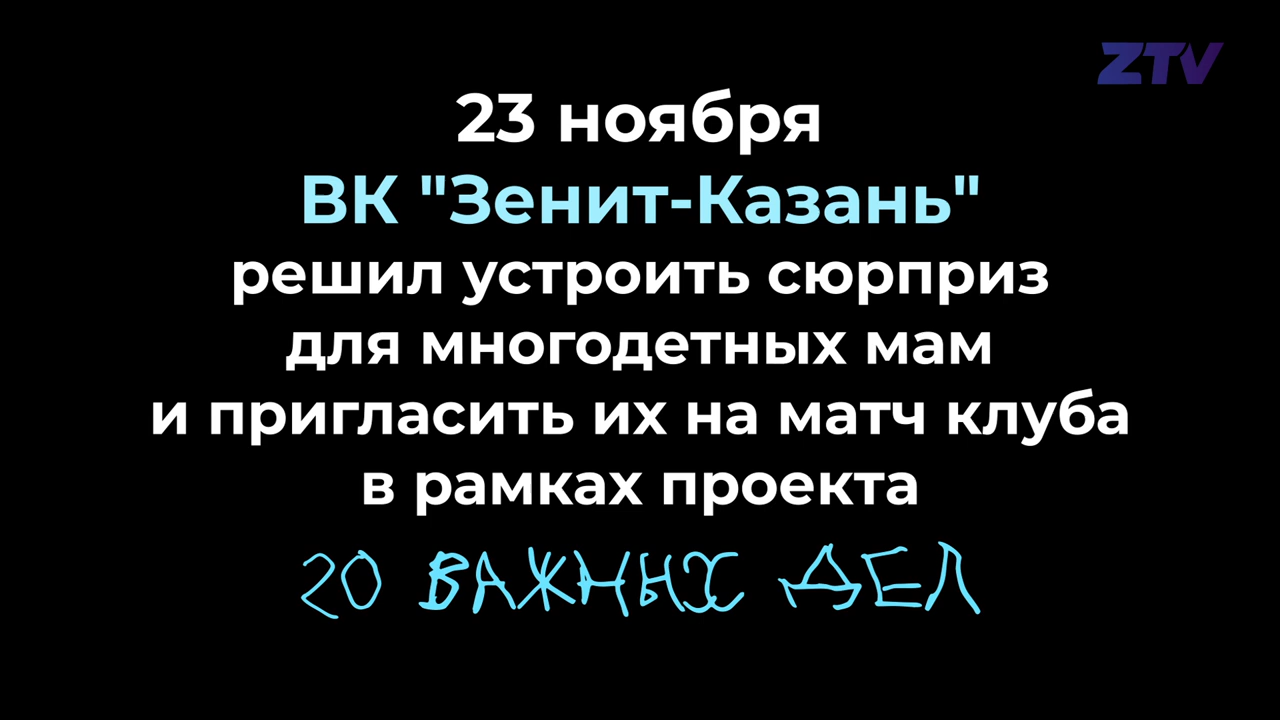 ZTV
23 ноября
ВК "Зенит-Казань"
решил устроить сюрприз
для многодетных мам
и пригласить их на матч клуба
в рамках проекта
20 ВАЖНЫХ ДЕЛ